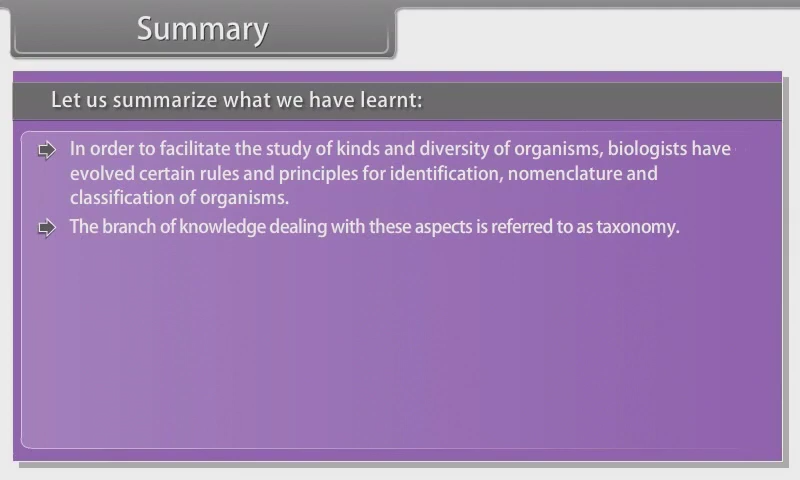 Summary
Let us summarize what we have learnt:
In order to facilitate the study of kinds and diversity of organisms, biologists have
evolved certain rules and principles for identification, nomenclature and
classification of organisms.
The branch of knowledge dealing with these aspects is referred to as taxonomy.